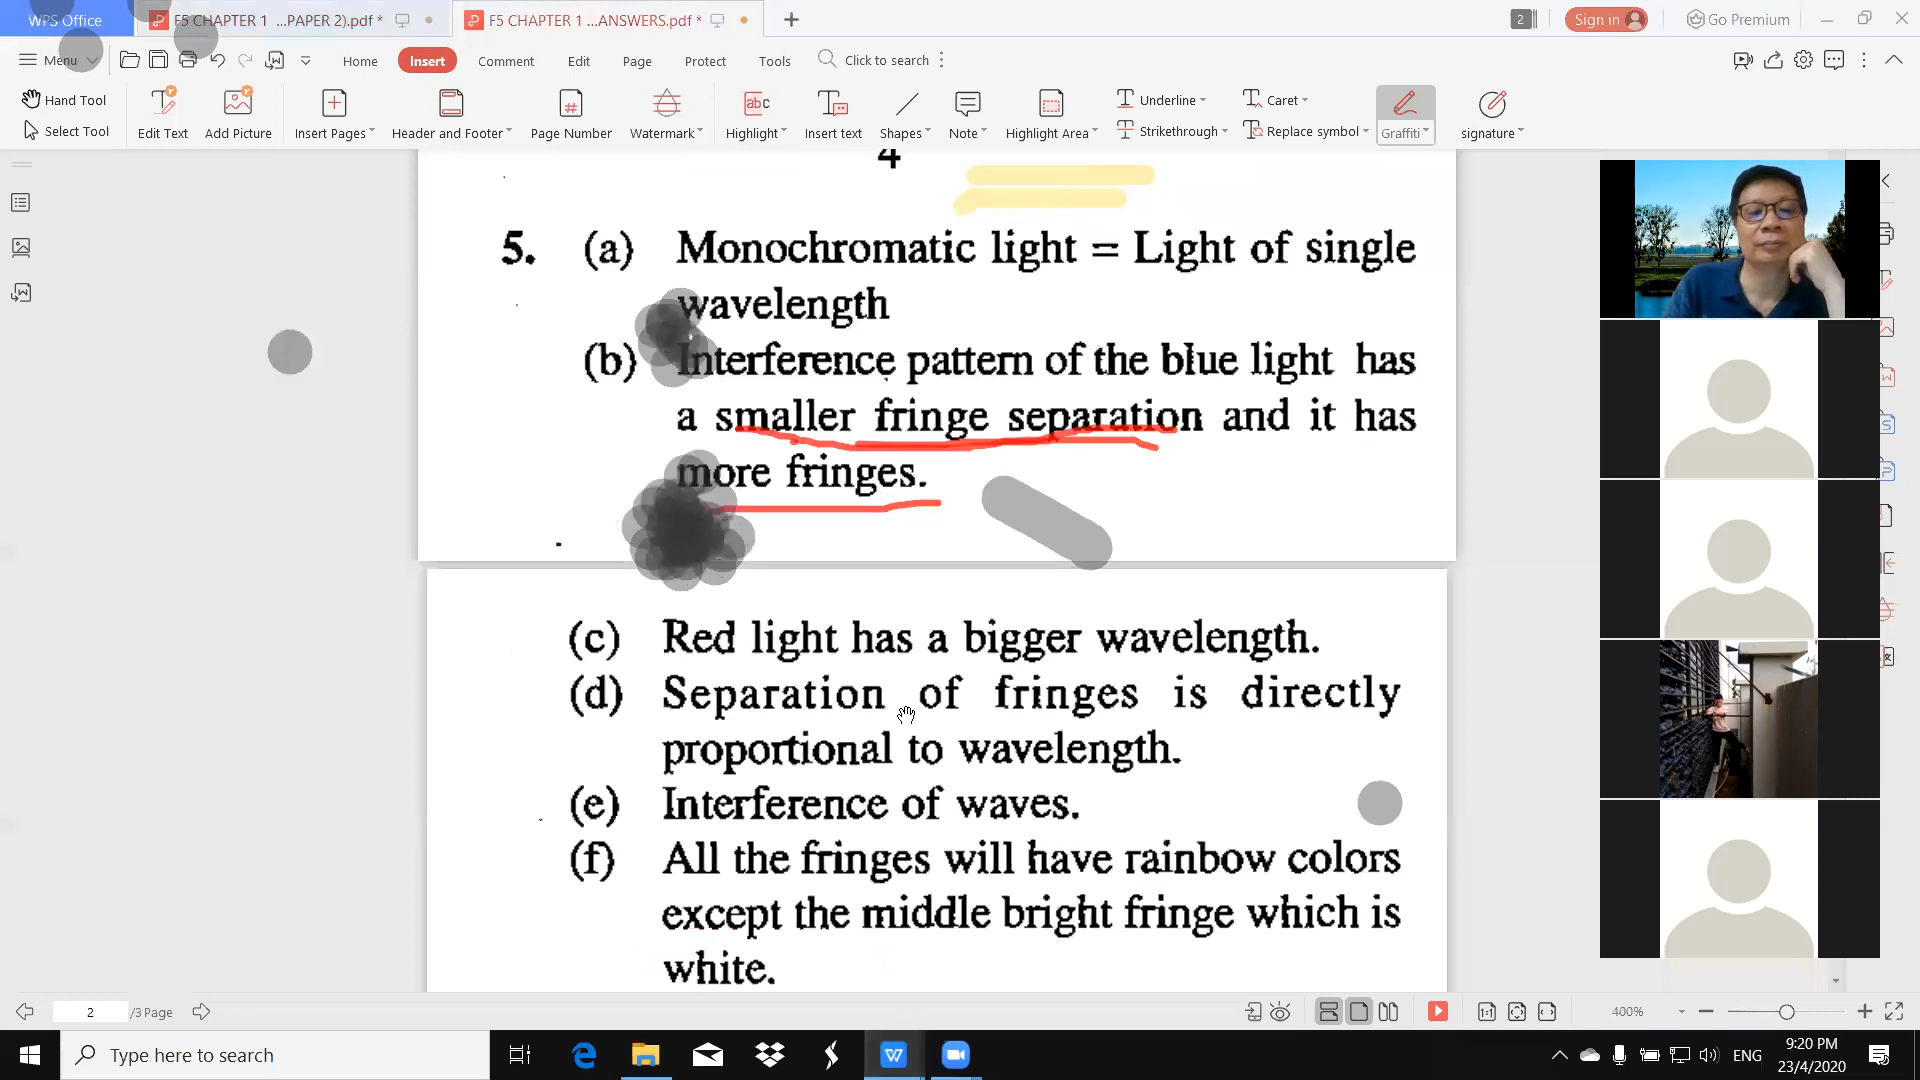 WPS Office
F5 CHAPTER 1 ...PAPER 2).pdf *
F5 CHAPTER 1 ...ANSWERS.pdf *
2
Sign in
Go Premium
Menu
Home
Insert
Comment
Edit
Page
Protect
Tools
Click to search
Hand Tool
Select Tool
Edit Text
Add Picture
Insert Pages
Header and Footer
Page Number
Watermark
Highlight
Insert text
Shapes
Note
Highlight Area
Underline
Strikethrough
Caret
Replace symbol
Graffiti
signature
4
5. (a) Monochromatic light = Light of single
wavelength
(b) Interference pattern of the blue light has
a smaller fringe separation and it has
more fringes.
(c) Red light has a bigger wavelength.
(d) Separation of fringes is directly
proportional to wavelength.
(e) Interference of waves.
(f) All the fringes will have rainbow colors
except the middle bright fringe which is
white.
2
/3 Page
400%
Type here to search
ENG
9:20 PM
23/4/2020